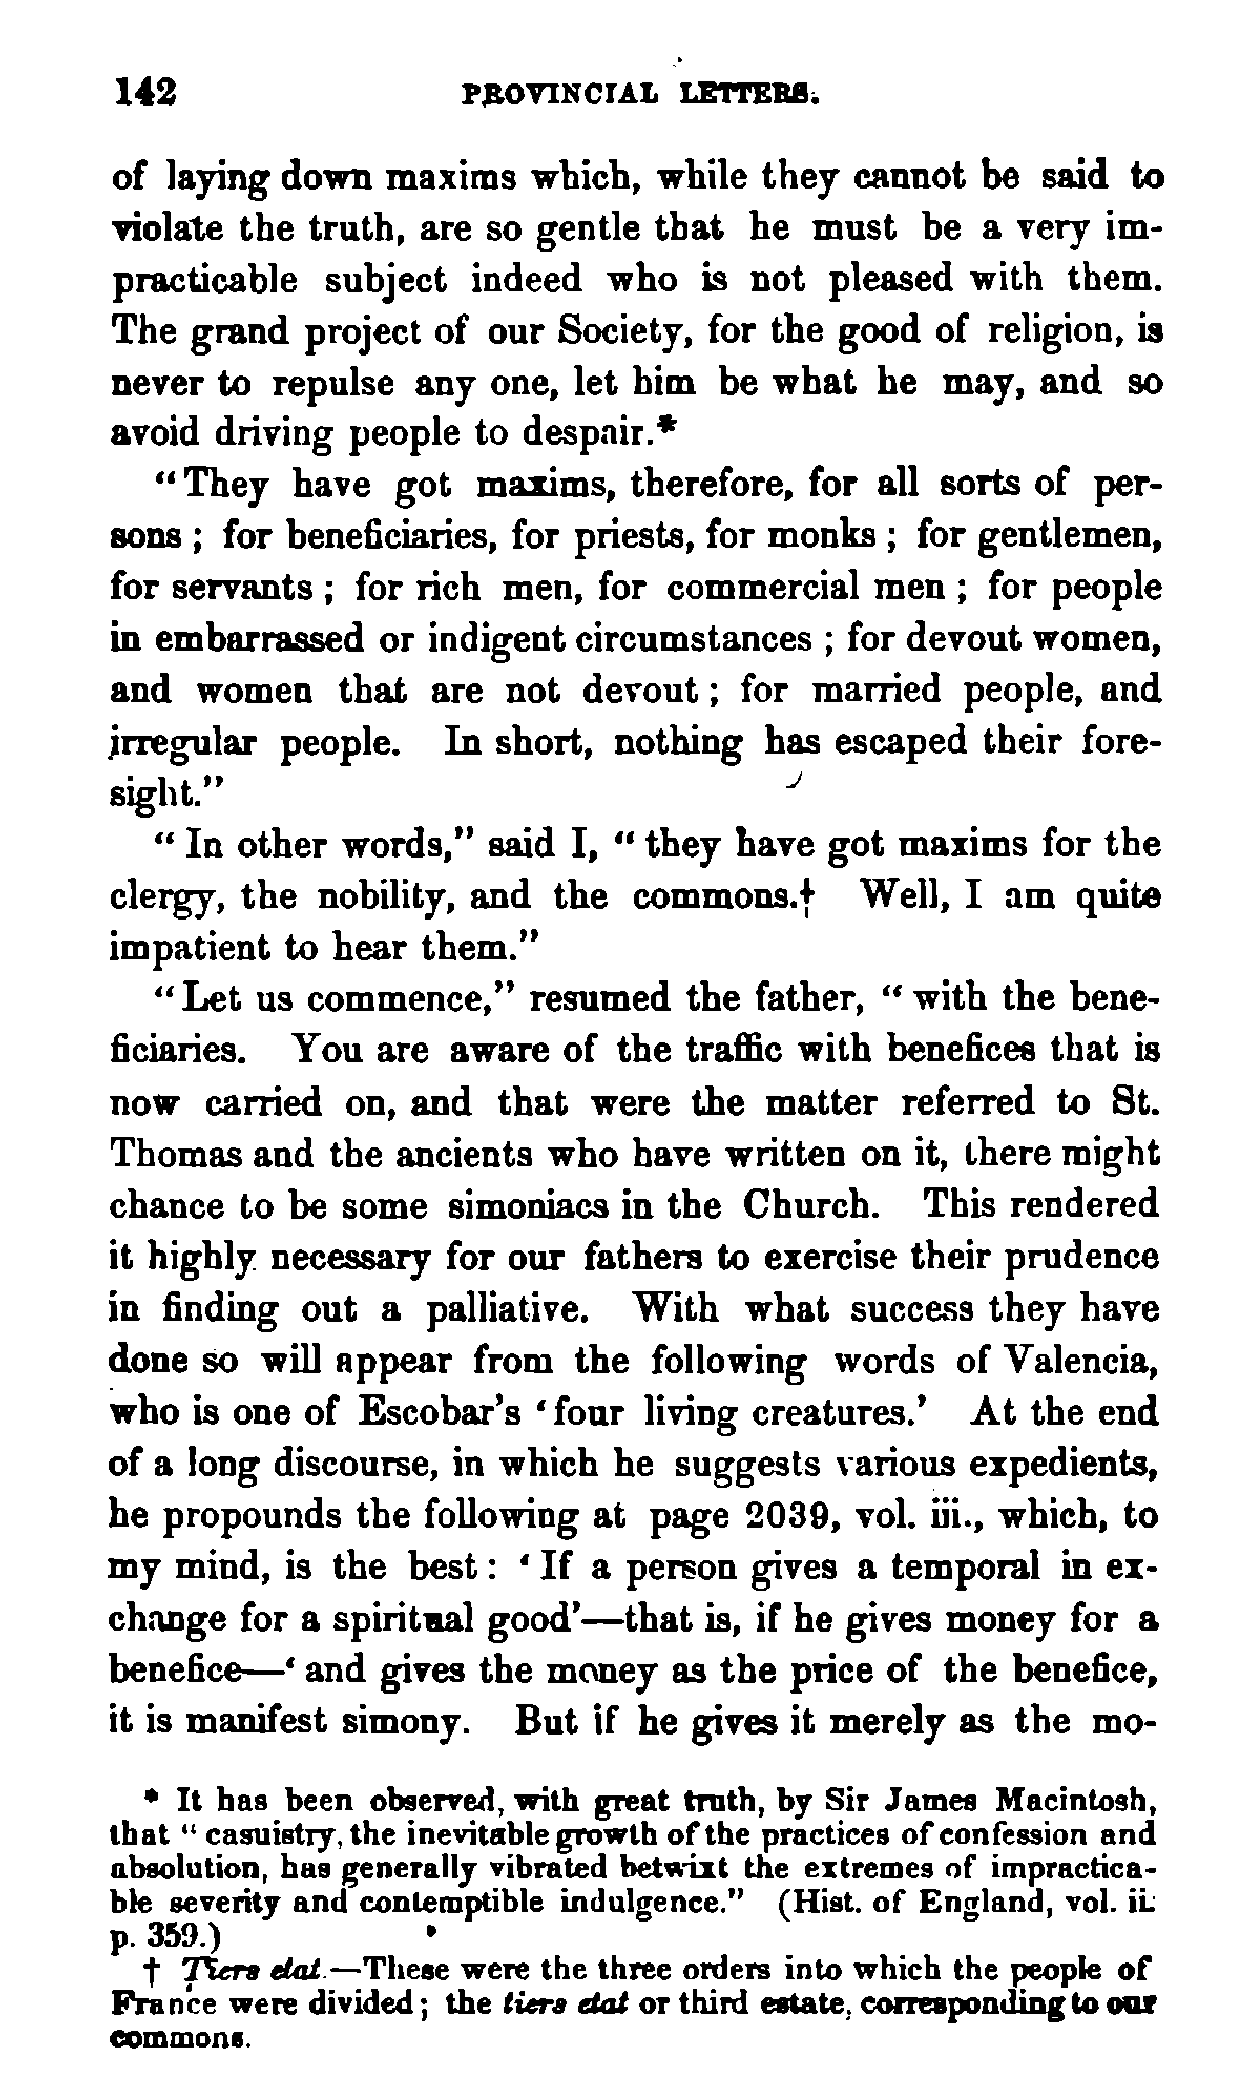 142 PROVINCIAL LETTERS.
of laying down maxims which, while they cannot be said to
violate the truth, are so gentle that he must be a very im-
practicable subject indeed who is not pleased with them.
The grand project of our Society, for the good of religion, is
never to repulse any one, let him be what he may, and so
avoid driving people to despair.*
"They have got maxims, therefore, for all sorts of per-
sons ; for beneficiaries, for priests, for monks ; for gentlemen,
for servants ; for rich men, for commercial men ; for people
in embarrassed or indigent circumstances ; for devout women,
and women that are not devout ; for married people, and
irregular people. In short, nothing has escaped their fore-
sight."
" In other words," said I, " they have got maxims for the
clergy, the nobility, and the commons.† Well, I am quite
impatient to hear them."
"Let us commence," resumed the father, " with the bene-
ficiaries. You are aware of the traffic with benefices that is
now carried on, and that were the matter referred to St.
Thomas and the ancients who have written on it, there might
chance to be some simoniacs in the Church. This rendered
it highly necessary for our fathers to exercise their prudence
in finding out a palliative. With what success they have
done so will appear from the following words of Valencia,
who is one of Escobar's ' four living creatures.' At the end
of a long discourse, in which he suggests various expedients,
he propounds the following at page 2039, vol. iii., which, to
my mind, is the best : ' If a person gives a temporal in ex-
change for a spiritual good'—that is, if he gives money for a
benefice—' and gives the money as the price of the benefice,
it is manifest simony. But if he gives it merely as the mo-
* It has been observed, with great truth, by Sir James Macintosh,
that " casuistry, the inevitable growth of the practices of confession and
absolution, has generally vibrated betwixt the extremes of impractica-
ble severity and contemptible indulgence." (Hist. of England, vol. ii.
p. 359.)
† Tiers etat.—These were the three orders into which the people of
France were divided ; the tiers etat or third estate, corresponding to our
commons.